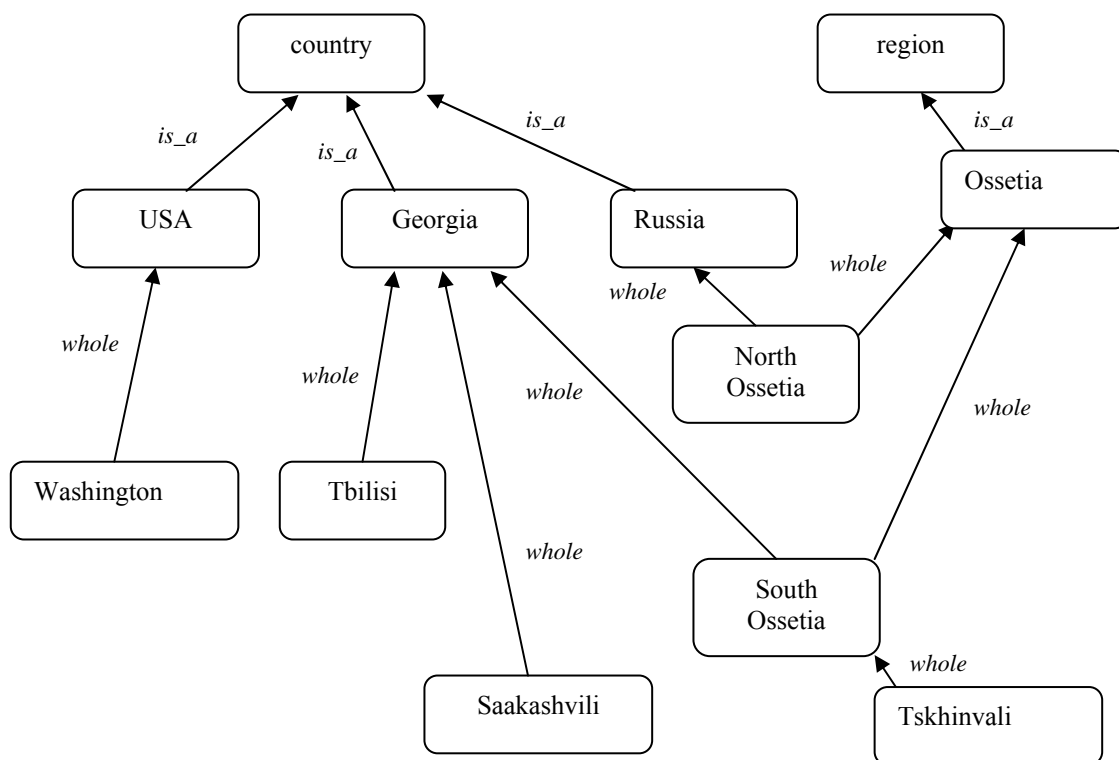 country
region
is_a
is_a
is_a
is_a
USA
Georgia
Russia
Ossetia
whole
whole
whole
whole
whole
whole
North
Ossetia
Washington
Tbilisi
whole
South
Ossetia
whole
Saakashvili
Tskhinvali